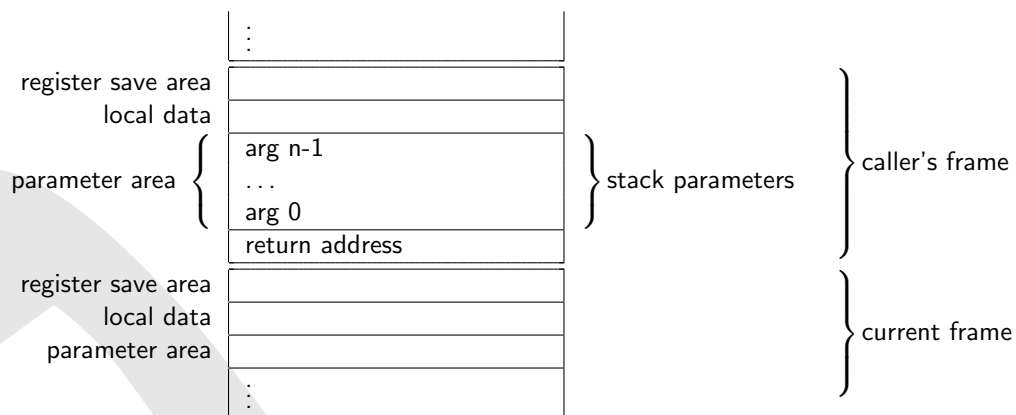 ⋮
register save area
local data
parameter area
arg n-1
. . .
arg 0
stack parameters
return address
caller's frame
register save area
local data
parameter area
⋮
current frame